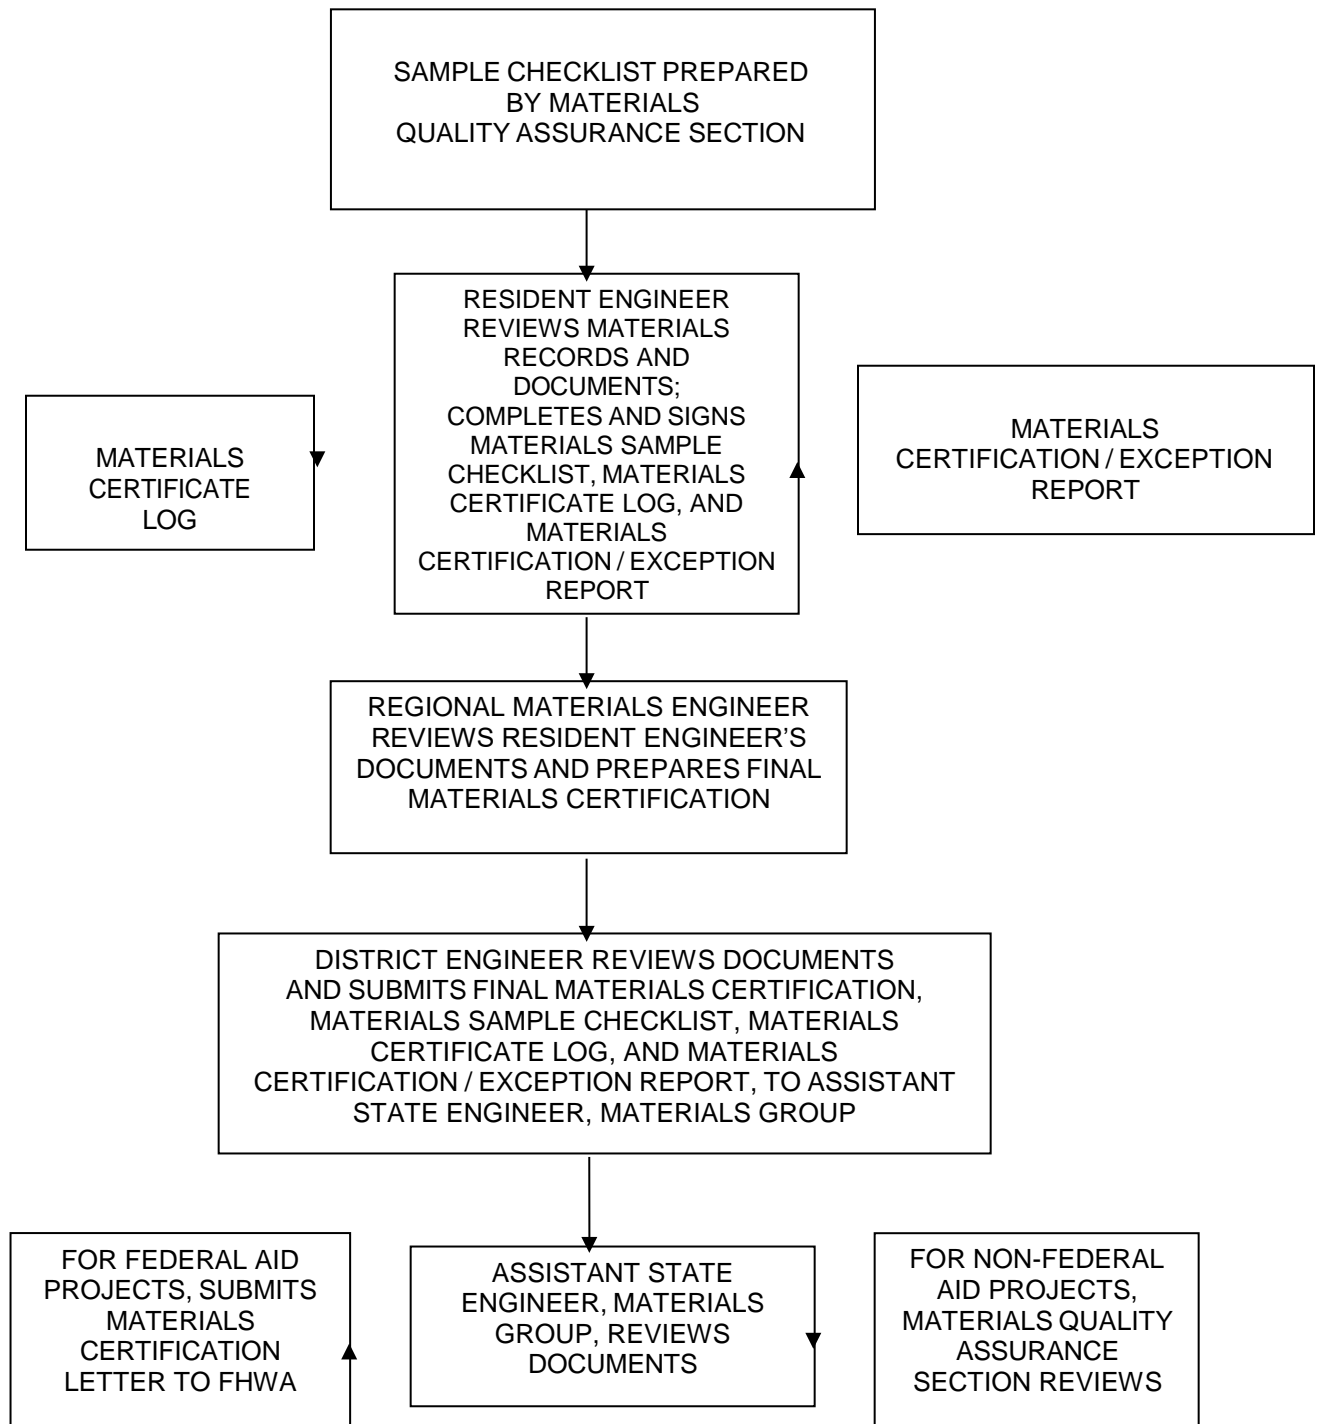 SAMPLE CHECKLIST PREPARED
BY MATERIALS
QUALITY ASSURANCE SECTION
RESIDENT ENGINEER
REVIEWS MATERIALS
RECORDS AND
DOCUMENTS;
COMPLETES AND SIGNS
MATERIALS SAMPLE
CHECKLIST, MATERIALS
CERTIFICATE LOG, AND
MATERIALS
CERTIFICATION / EXCEPTION
REPORT
MATERIALS
CERTIFICATE
LOG
MATERIALS
CERTIFICATION / EXCEPTION
REPORT
REGIONAL MATERIALS ENGINEER
REVIEWS RESIDENT ENGINEER’S
DOCUMENTS AND PREPARES FINAL
MATERIALS CERTIFICATION
DISTRICT ENGINEER REVIEWS DOCUMENTS
AND SUBMITS FINAL MATERIALS CERTIFICATION,
MATERIALS SAMPLE CHECKLIST, MATERIALS
CERTIFICATE LOG, AND MATERIALS
CERTIFICATION / EXCEPTION REPORT, TO ASSISTANT
STATE ENGINEER, MATERIALS GROUP
FOR FEDERAL AID
PROJECTS, SUBMITS
MATERIALS
CERTIFICATION
LETTER TO FHWA
ASSISTANT STATE
ENGINEER, MATERIALS
GROUP, REVIEWS
DOCUMENTS
FOR NON-FEDERAL
AID PROJECTS,
MATERIALS QUALITY
ASSURANCE
SECTION REVIEWS